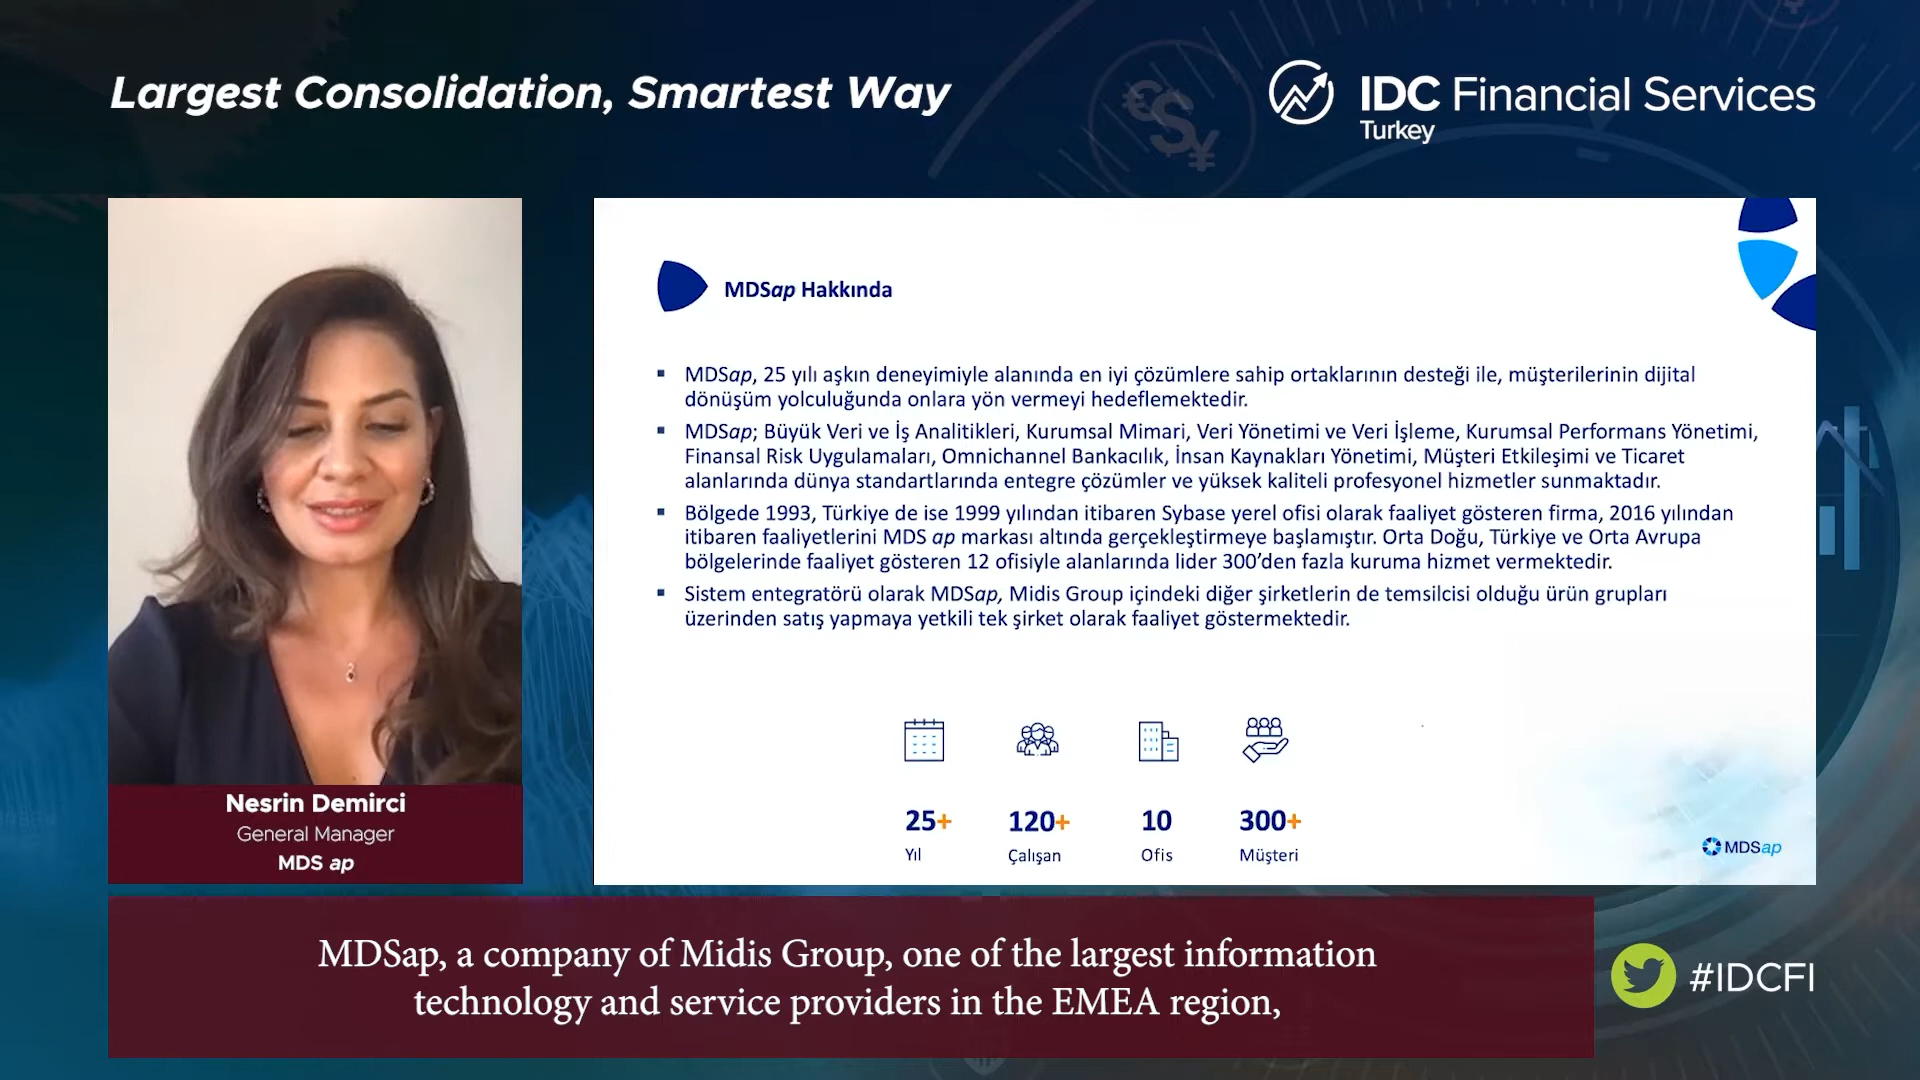 Largest Consolidation, Smartest Way
IDC Financial Services
Turkey
MDSap Hakkında
▪ MDSap, 25 yılı aşkın deneyimiyle alanında en iyi çözümlere sahip ortaklarının desteği ile, müşterilerinin dijital
dönüşüm yolculuğunda onlara yön vermeyi hedeflemektedir.
▪ MDSap; Büyük Veri ve İş Analitikleri, Kurumsal Mimari, Veri Yönetimi ve Veri İşleme, Kurumsal Performans Yönetimi,
Finansal Risk Uygulamaları, Omnichannel Bankacılık, İnsan Kaynakları Yönetimi, Müşteri Etkileşimi ve Ticaret
alanlarında dünya standartlarında entegre çözümler ve yüksek kaliteli profesyonel hizmetler sunmaktadır.
▪ Bölgede 1993, Türkiye de ise 1999 yılından itibaren Sybase yerel ofisi olarak faaliyet gösteren firma, 2016 yılından
itibaren faaliyetlerini MDS ap markası altında gerçekleştirmeye başlamıştır. Orta Doğu, Türkiye ve Orta Avrupa
bölgelerinde faaliyet gösteren 12 ofisiyle alanlarında lider 300’den fazla kuruma hizmet vermektedir.
▪ Sistem entegratörü olarak MDSap, Midis Group içindeki diğer şirketlerin de temsilcisi olduğu ürün grupları
üzerinden satış yapmaya yetkili tek şirket olarak faaliyet göstermektedir.
25+ 120+ 10 300+
Yıl Çalışan Ofis Müşteri
MDSap
Nesrin Demirci
General Manager
MDS ap
MDSap, a company of Midis Group, one of the largest information
technology and service providers in the EMEA region,
#IDCFI